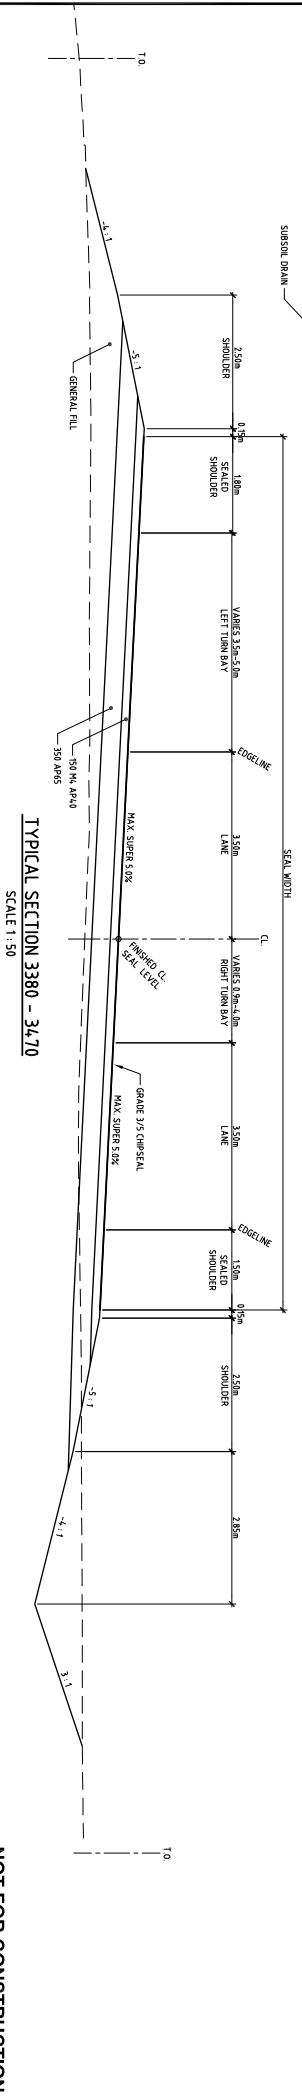 SUBSOIL DRAIN
T.O.
2.50m
SHOULDER
0.15m
1.80m
SEALED
SHOULDER
VARIES 3.5m-5.0m
LEFT TURN BAY
EDGELINE
3.50m
LANE
SEAL WIDTH
CL
VARIES 0.9m-4.0m
RIGHT TURN BAY
3.50m
LANE
EDGELINE
1.50m
SEALED
SHOULDER
0.15m
2.50m
SHOULDER
2.85m
T.O.
-4 : 1
-5 : 1
GENERAL FILL
150 M4 AP40
350 AP65
MAX. SUPER 5.0%
FINISHED CL
SEAL LEVEL
GRADE 3/5 CHIPSEAL
MAX. SUPER 5.0%
-5 : 1
-4 : 1
3 : 1
TYPICAL SECTION 3380 - 3470
SCALE 1 : 50
NOT FOR CONSTRUCTION